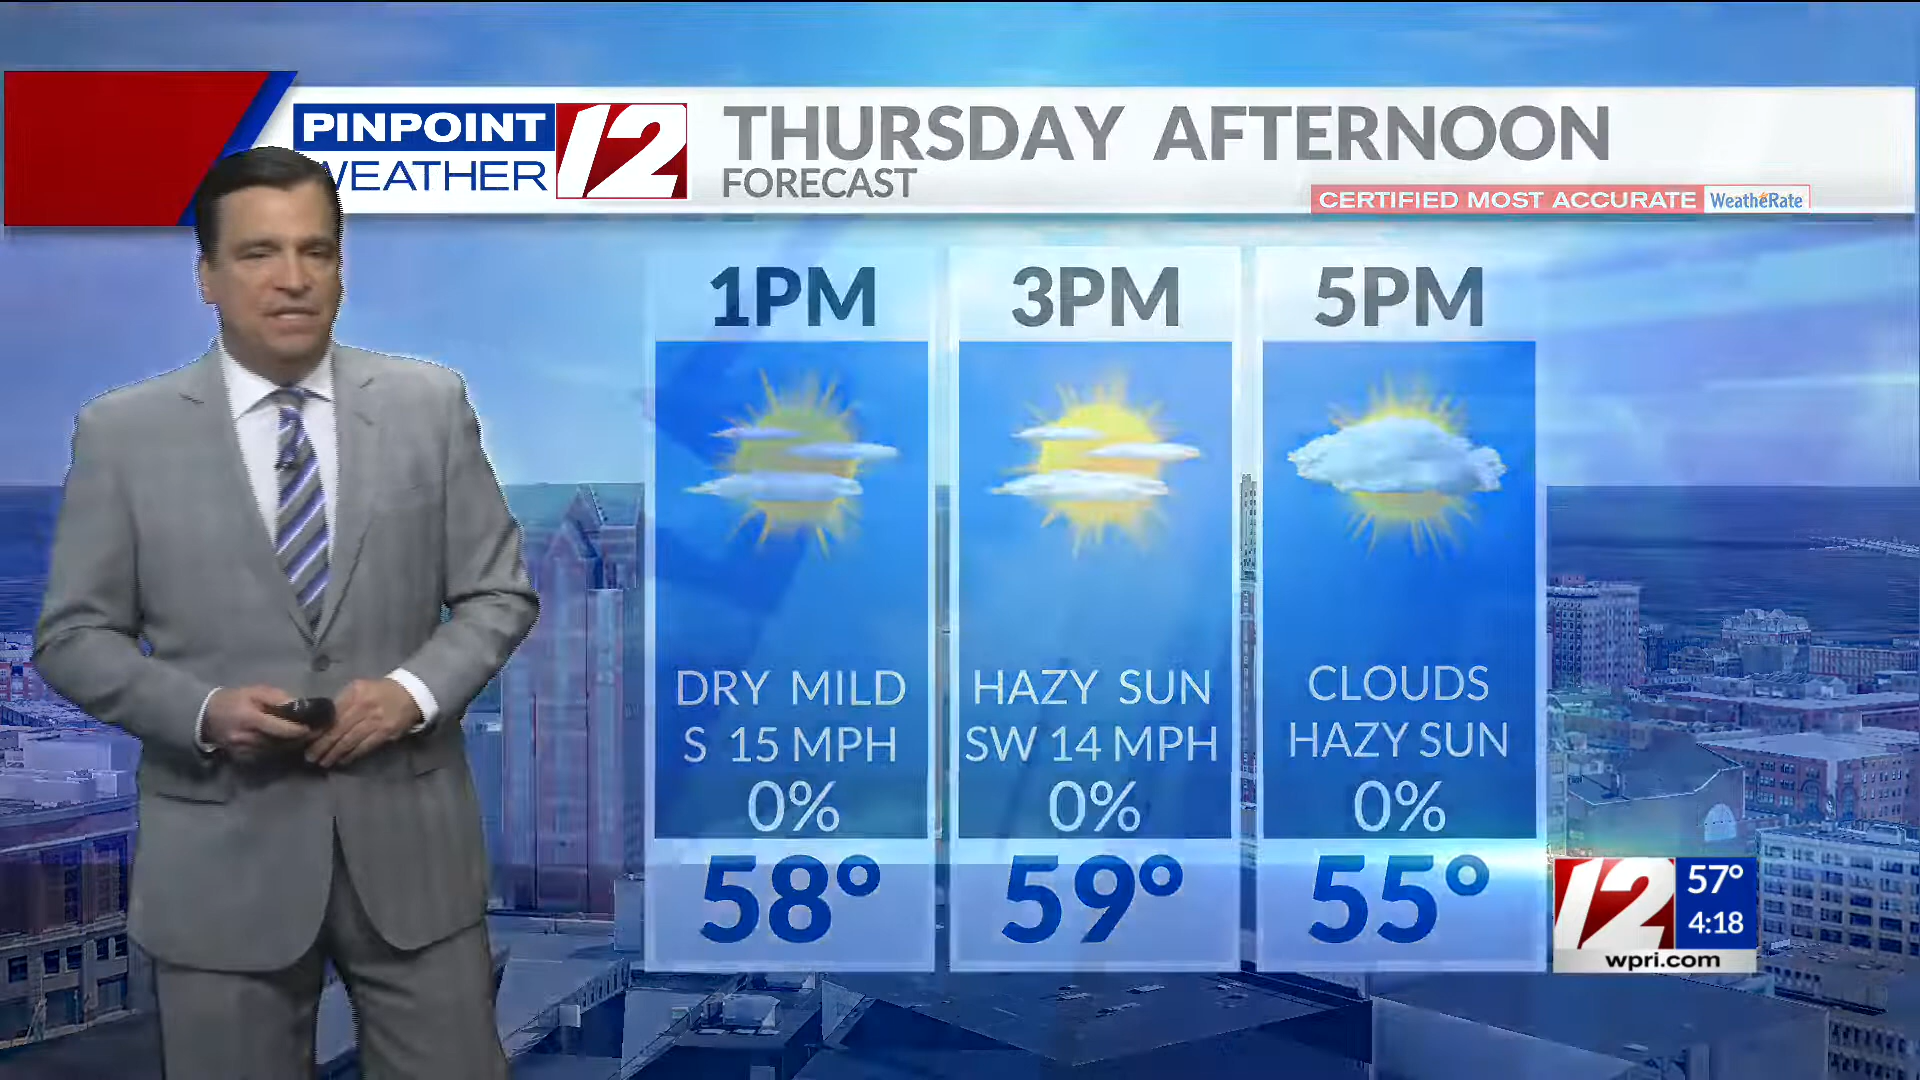 PINPOINT
WEATHER
12
THURSDAY AFTERNOON
FORECAST
CERTIFIED MOST ACCURATE WeatheRate
1PM
DRY MILD
S 15 MPH
0%
58°
3PM
HAZY SUN
SW 14 MPH
0%
59°
5PM
CLOUDS
HAZY SUN
0%
55°
12
57°
4:18
wpri.com